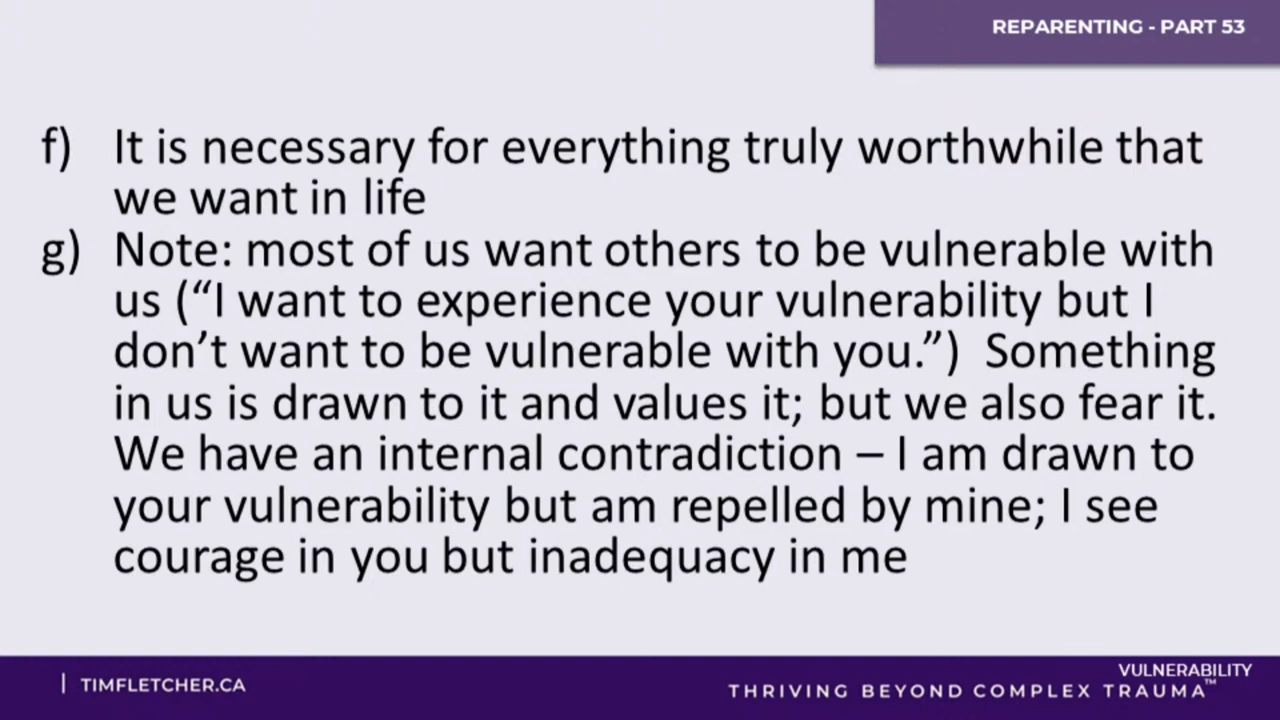 REPARENTING - PART 53
f) It is necessary for everything truly worthwhile that
we want in life
g) Note: most of us want others to be vulnerable with
us (“I want to experience your vulnerability but I
don’t want to be vulnerable with you.”)  Something
in us is drawn to it and values it; but we also fear it.
We have an internal contradiction – I am drawn to
your vulnerability but am repelled by mine; I see
courage in you but inadequacy in me
| TIMFLETCHER.CA
VULNERABILITY
THRIVING BEYOND COMPLEX TRAUMA™